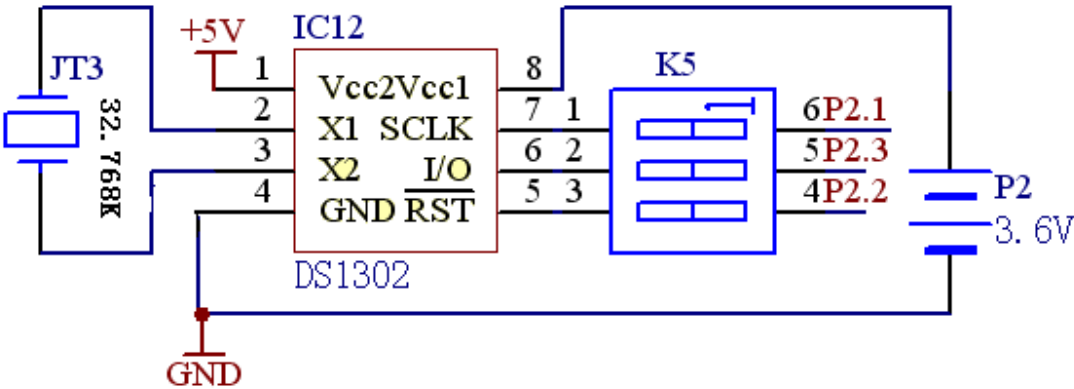 +5V
IC12
JT3
32.768K
K5
1
2
3
4
Vcc2Vcc1
X1 SCLK
X2 I/O
GND RST
8
7
6
5
1
2
3
6P2.1
5P2.3
4P2.2
P2
3.6V
DS1302
GND